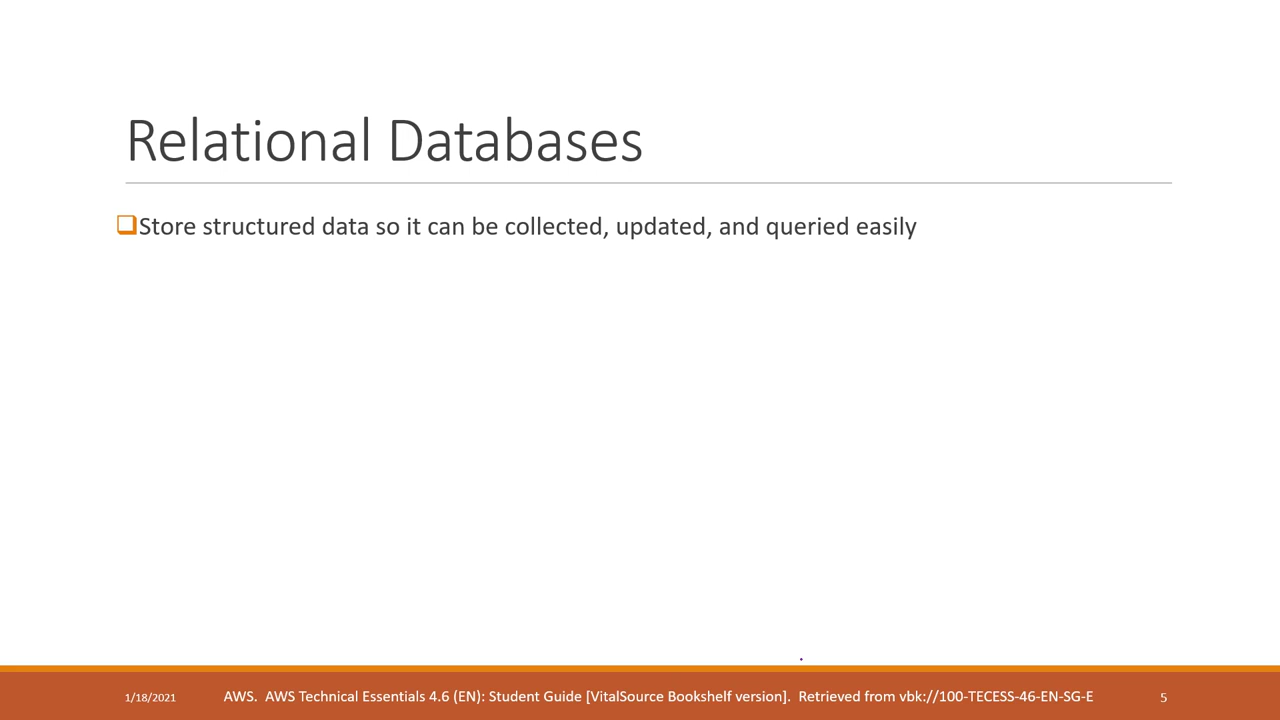 Relational Databases
Store structured data so it can be collected, updated, and queried easily
1/18/2021
AWS.  AWS Technical Essentials 4.6 (EN): Student Guide [VitalSource Bookshelf version].  Retrieved from vbk://100-TECESS-46-EN-SG-E
5